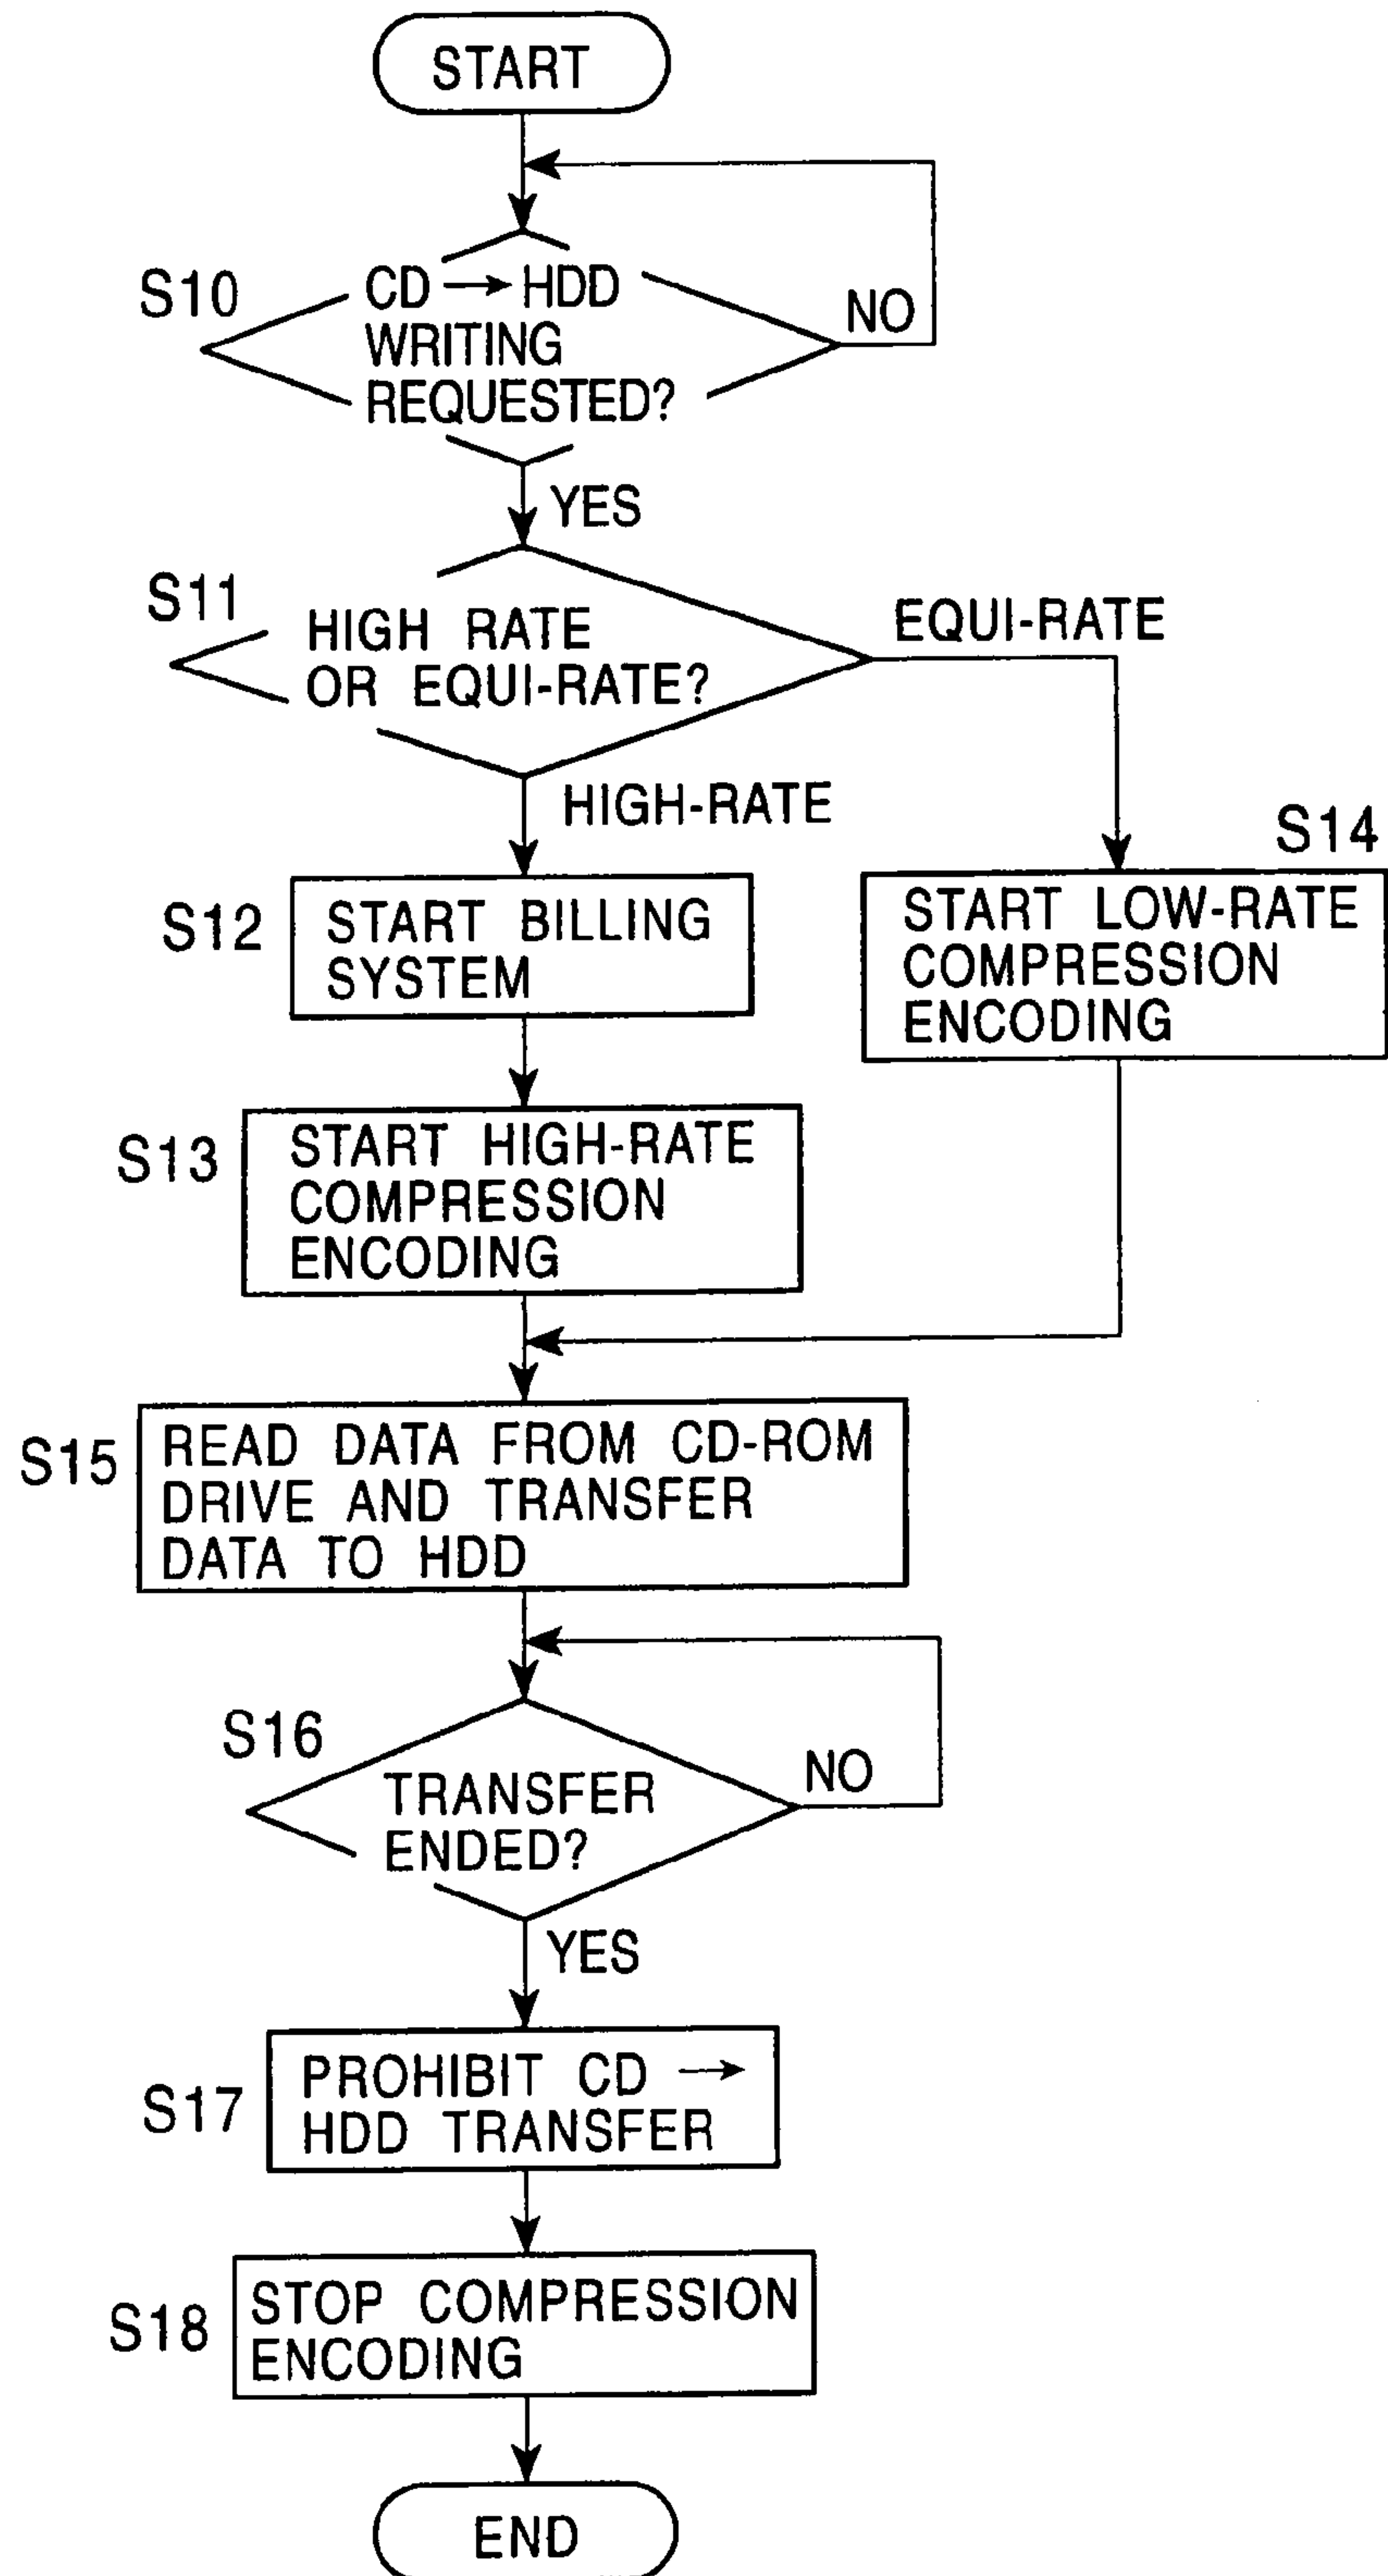 START
S10
CD → HDD
WRITING
REQUESTED?
NO
YES
S11
HIGH RATE
OR EQUI-RATE?
EQUI-RATE
HIGH-RATE
S12
START BILLING
SYSTEM
S14
START LOW-RATE
COMPRESSION
ENCODING
S13
START HIGH-RATE
COMPRESSION
ENCODING
S15
READ DATA FROM CD-ROM
DRIVE AND TRANSFER
DATA TO HDD
S16
TRANSFER
ENDED?
NO
YES
S17
PROHIBIT CD →
HDD TRANSFER
S18
STOP COMPRESSION
ENCODING
END